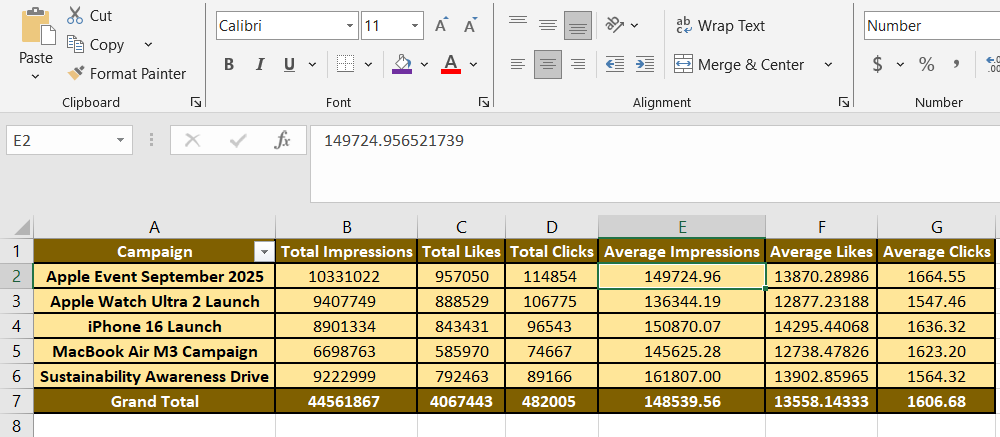 Paste
Cut
Copy
Format Painter
Clipboard
Calibri 11 A A
B I U A
Font
ab Wrap Text
Merge & Center
Alignment
Number
$ % ,
Number
E2 fx 149724.956521739
A B C D E F G
1 Campaign Total Impressions Total Likes Total Clicks Average Impressions Average Likes Average Clicks
2 Apple Event September 2025 10331022 957050 114854 149724.96 13870.28986 1664.55
3 Apple Watch Ultra 2 Launch 9407749 888529 106775 136344.19 12877.23188 1547.46
4 iPhone 16 Launch 8901334 843431 96543 150870.07 14295.44068 1636.32
5 MacBook Air M3 Campaign 6698763 585970 74667 145625.28 12738.47826 1623.20
6 Sustainability Awareness Drive 9222999 792463 89166 161807.00 13902.85965 1564.32
7 Grand Total 44561867 4067443 482005 148539.56 13558.14333 1606.68
8